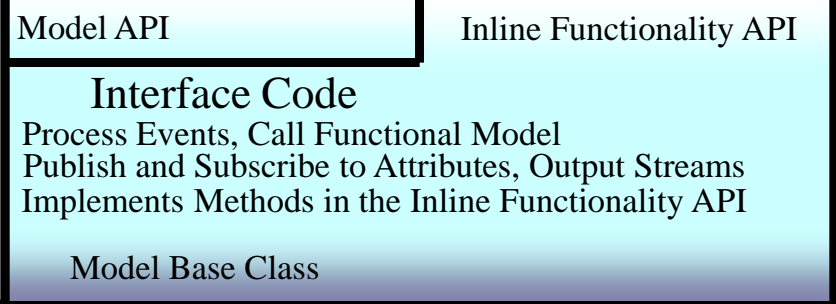 Model API
Inline Functionality API
Interface Code
Process Events, Call Functional Model
Publish and Subscribe to Attributes, Output Streams
Implements Methods in the Inline Functionality API
Model Base Class